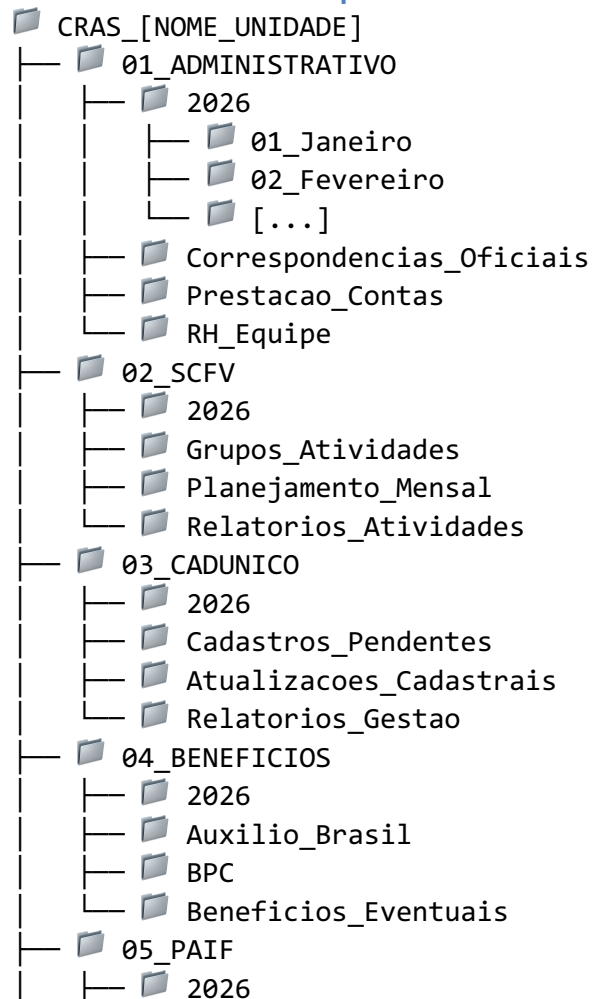 CRAS_[NOME_UNIDADE]
├── 01_ADMINISTRATIVO
│   ├── 2026
│   │   ├── 01_Janeiro
│   │   ├── 02_Fevereiro
│   │   └── [...]
│   ├── Correspondencias_Oficiais
│   ├── Prestacao_Contas
│   └── RH_Equipe
├── 02_SCFV
│   ├── 2026
│   ├── Grupos_Atividades
│   ├── Planejamento_Mensal
│   └── Relatorios_Atividades
├── 03_CADUNICO
│   ├── 2026
│   ├── Cadastros_Pendentes
│   ├── Atualizacoes_Cadastrais
│   └── Relatorios_Gestao
├── 04_BENEFICIOS
│   ├── 2026
│   ├── Auxilio_Brasil
│   ├── BPC
│   └── Beneficios_Eventuais
├── 05_PAIF
│   ├── 2026